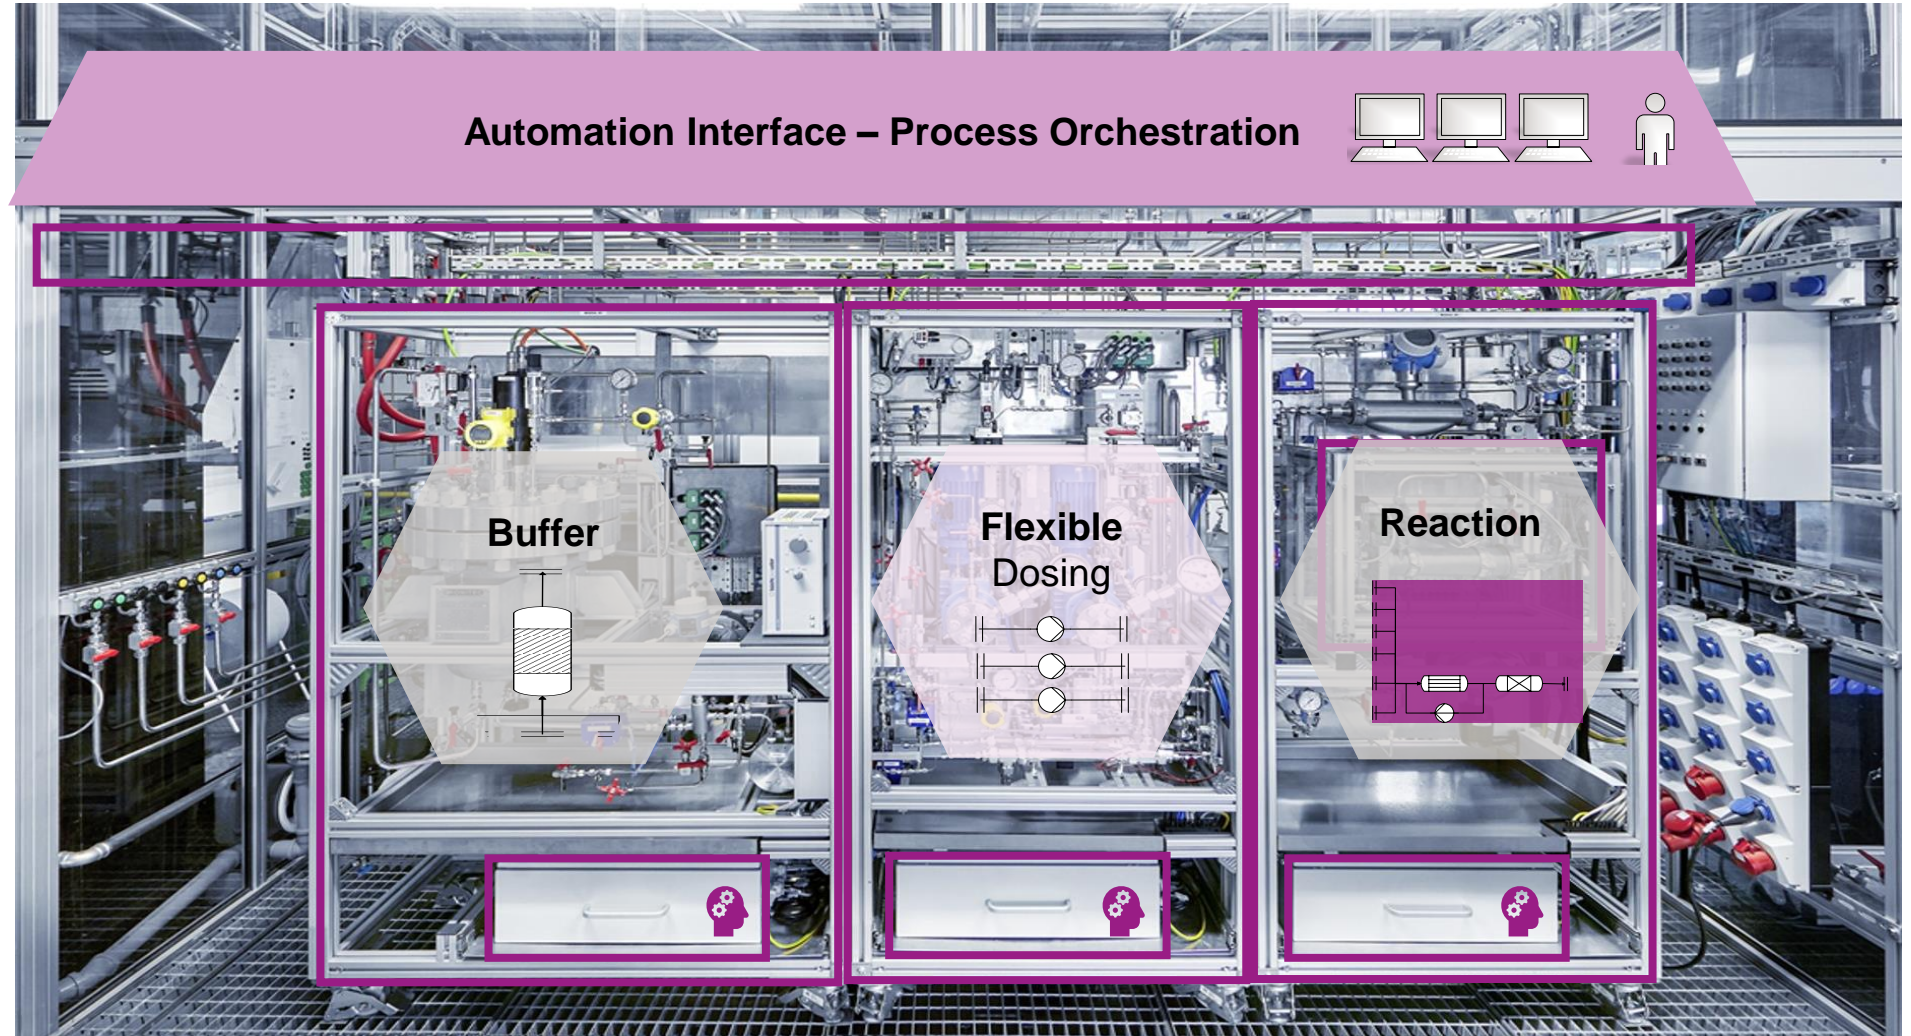 Automation Interface – Process Orchestration
Buffer
Flexible
Dosing
Reaction